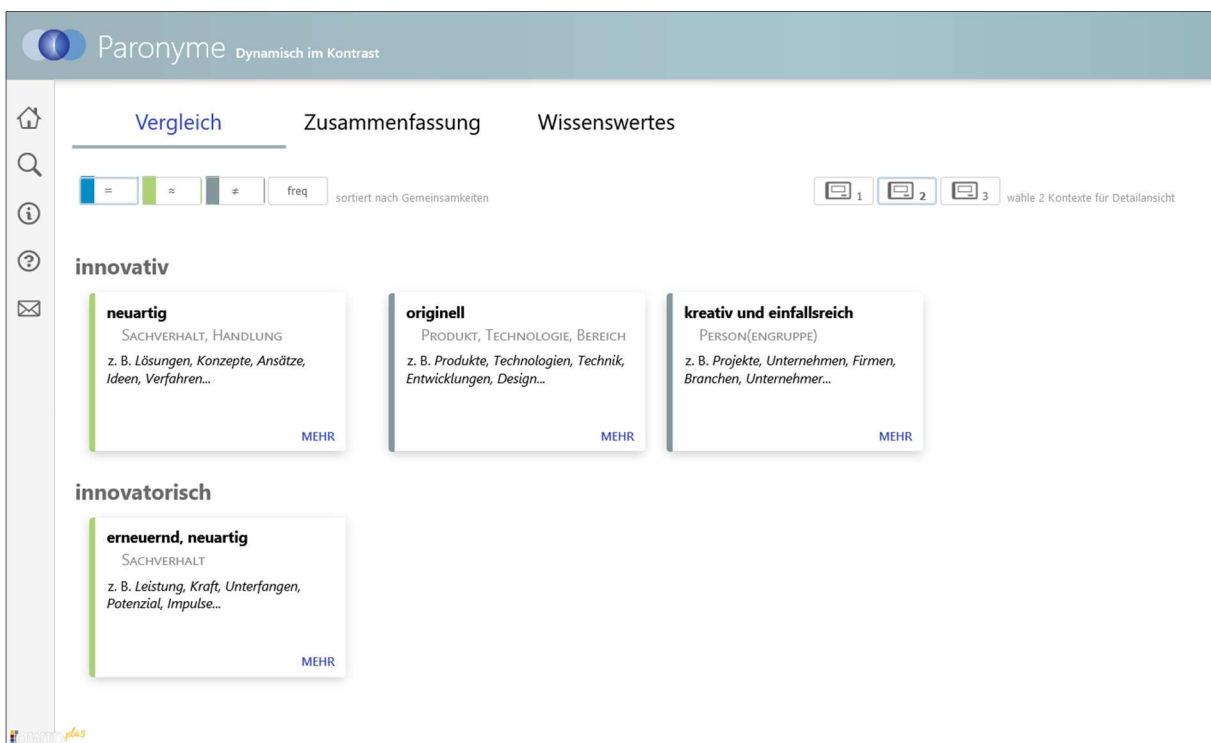 Paronyme Dynamisch im Kontrast
Vergleich Zusammenfassung Wissenswertes
= ≈ ≠ freq sortiert nach Gemeinsamkeiten 1 2 3 wähle 2 Kontexte für Detailansicht
innovativ
neuartig
SACHVERHALT, HANDLUNG
z. B. Lösungen, Konzepte, Ansätze,
Ideen, Verfahren...
MEHR
originell
PRODUKT, TECHNOLOGIE, BEREICH
z. B. Produkte, Technologien, Technik,
Entwicklungen, Design...
MEHR
kreativ und einfallsreich
PERSON(ENGRUPPE)
z. B. Projekte, Unternehmen, Firmen,
Branchen, Unternehmer...
MEHR
innovatorisch
erneuernd, neuartig
SACHVERHALT
z. B. Leistung, Kraft, Unterfangen,
Potenzial, Impulse...
MEHR
plus